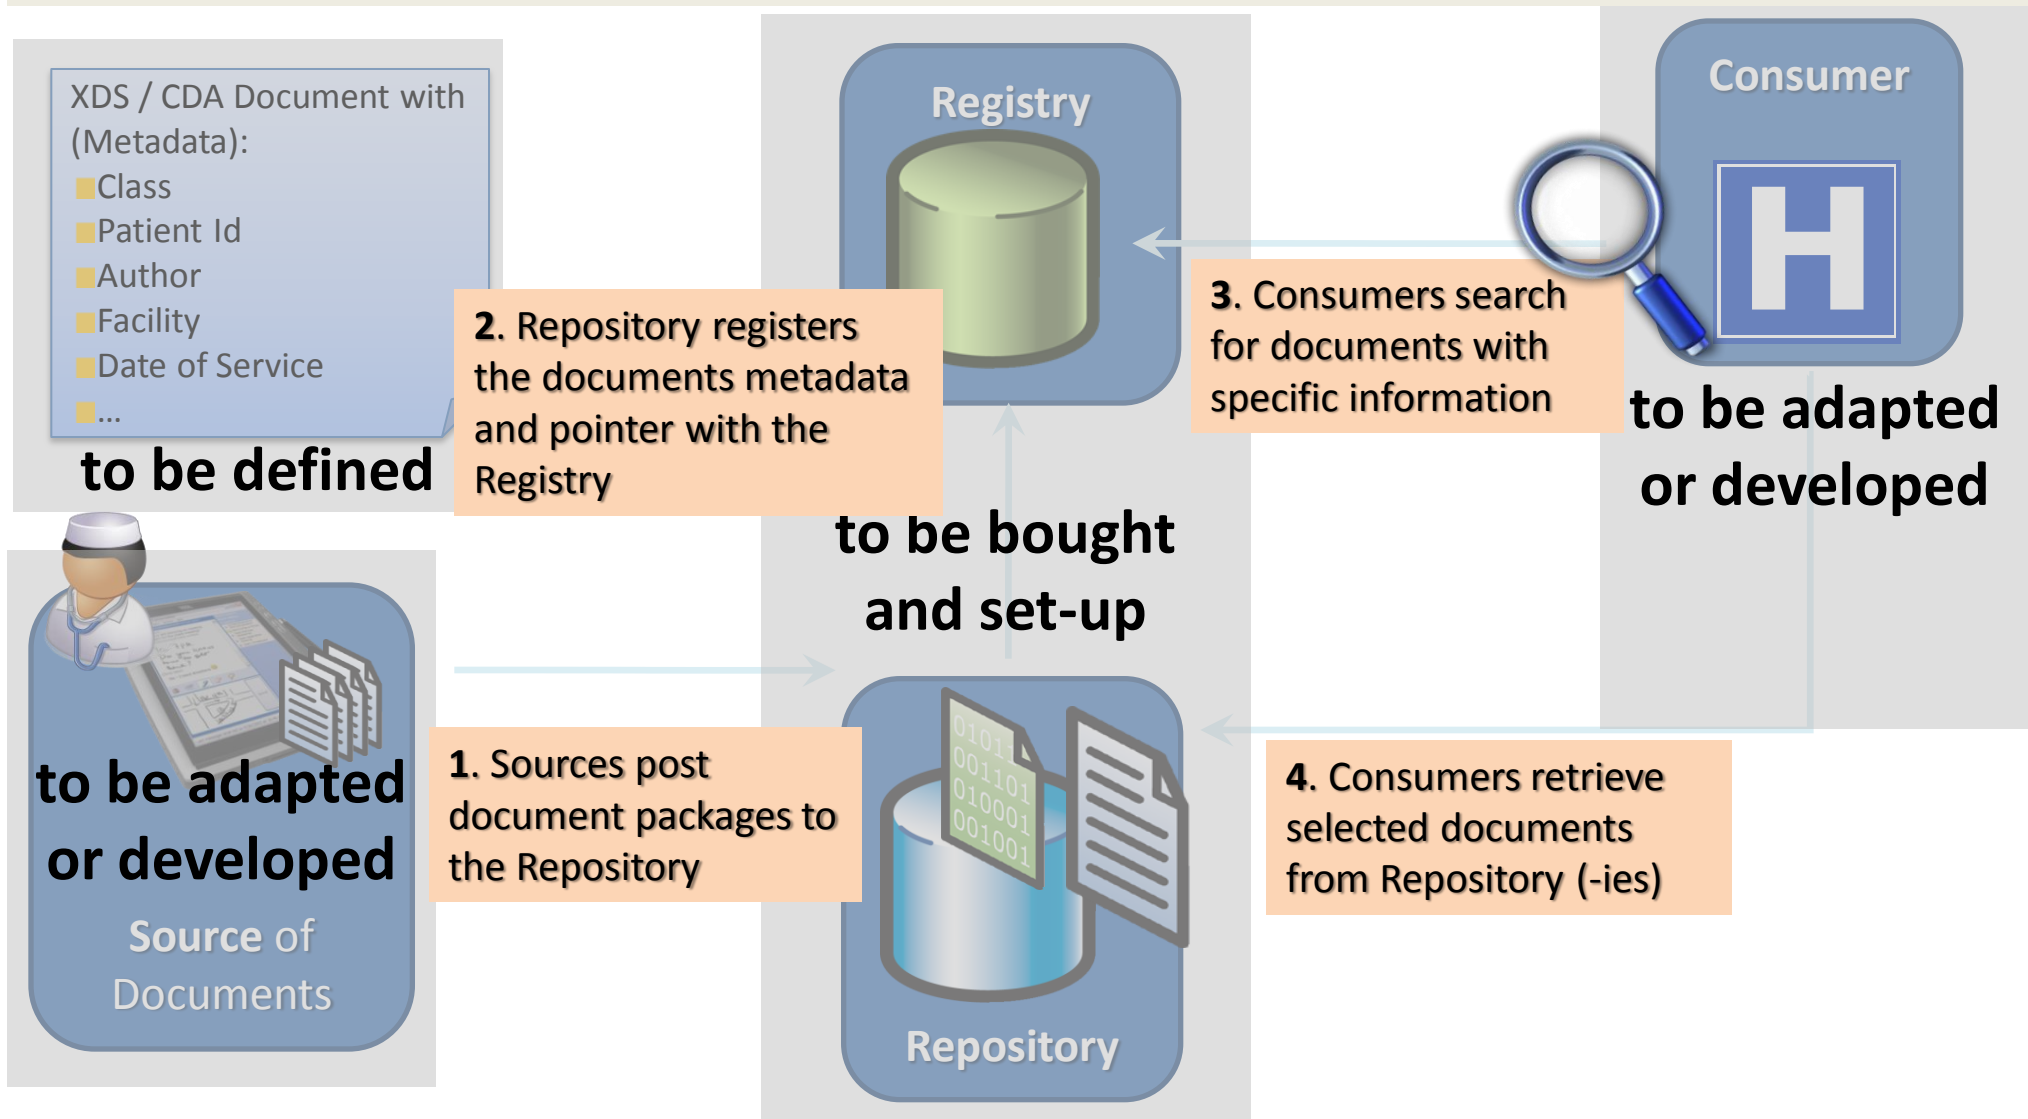 XDS / CDA Document with
(Metadata):
Class
Patient Id
Author
Facility
Date of Service
...
to be defined
Registry
Consumer
H
2. Repository registers
the documents metadata
and pointer with the
Registry
3. Consumers search
for documents with
specific information
to be adapted
or developed
to be bought
and set-up
to be adapted
or developed
Source of
Documents
1. Sources post
document packages to
the Repository
01011
001101
010001
001001
Repository
4. Consumers retrieve
selected documents
from Repository (-ies)